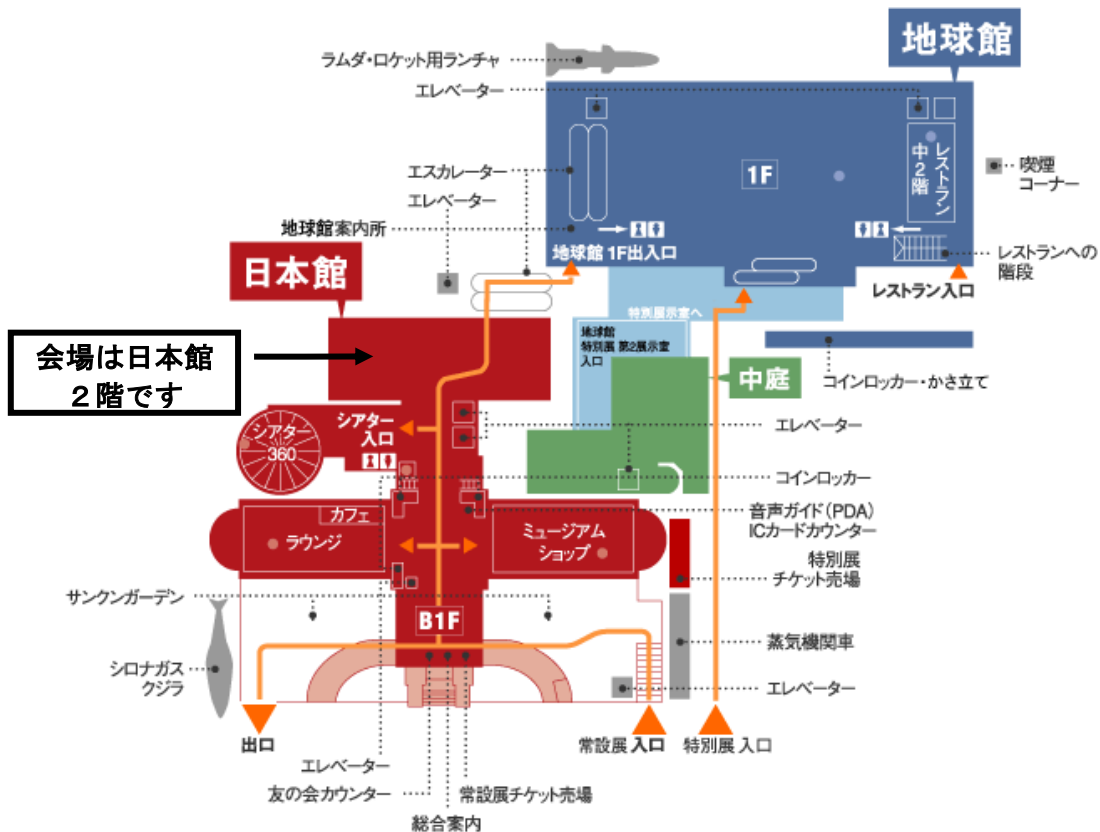 地球館
ラムダ・ロケット用ランチャ
エレベーター
エスカレーター
エレベーター
地球館案内所
1F
レストラン
中2階
喫煙
コーナー
地球館 1F出入口
レストランへの
階段
レストラン入口
日本館
特別展示室へ
地球館
特別展 第2展示室
入口
会場は日本館
２階です
中庭
コインロッカー・かさ立て
シアター
360
シアター
入口
エレベーター
コインロッカー
カフェ
ラウンジ
ミュージアム
ショップ
音声ガイド(PDA)
ICカードカウンター
特別展
チケット売場
サンクンガーデン
B1F
蒸気機関車
シロナガス
クジラ
エレベーター
出口
常設展 入口
特別展 入口
エレベーター
友の会カウンター
常設展チケット売場
総合案内